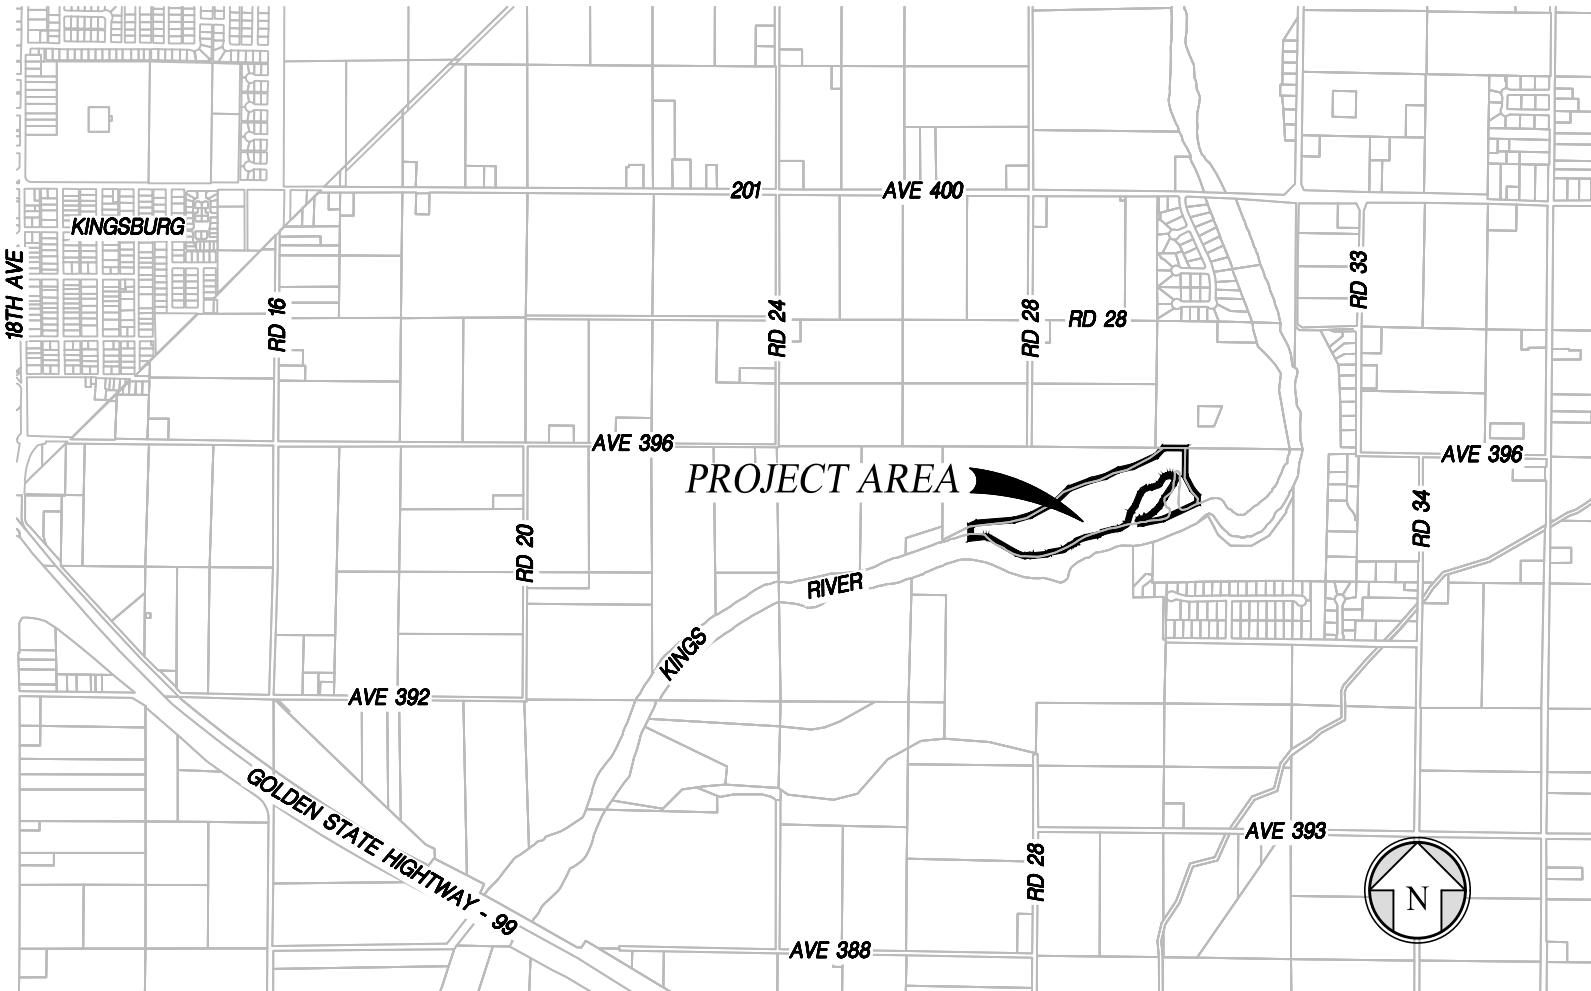 201
AVE 400
KINGSBURG
18TH AVE
RD 16
RD 24
RD 28
RD 28
RD 33
AVE 396
AVE 396
PROJECT AREA
RD 34
RD 20
RIVER
KINGS
AVE 392
GOLDEN STATE HIGHTWAY - 99
AVE 393
RD 28
N
AVE 388